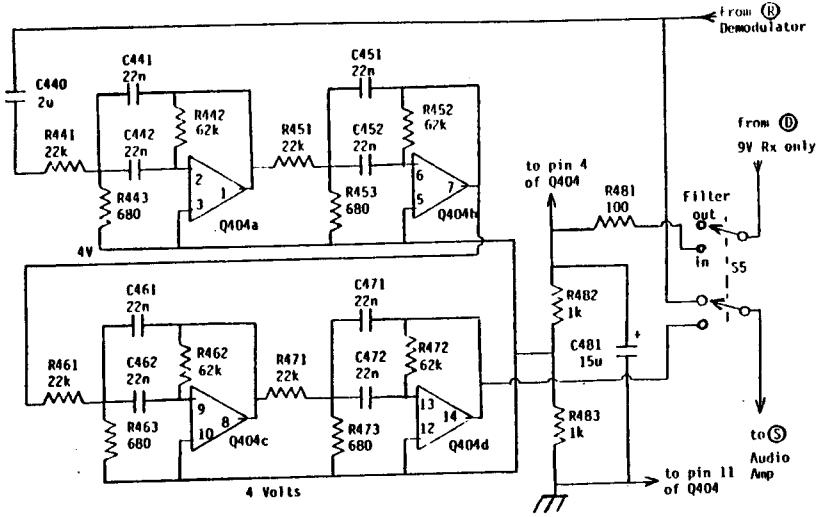 from Ⓡ
Demodulator
C440
2u
C441
22n
C451
22n
R441
22k
C442
22n
R442
62k
R451
22k
C452
22n
R452
62k
R443
680
2
3
1
Q404a
R453
680
6
5
7
Q404b
4V
to pin 4
of Q404
from Ⓓ
9V Rx only
R481
100
Filter
out
in
S5
C461
22n
C471
22n
R461
22k
C462
22n
R462
62k
R471
22k
C472
22n
R472
62k
R463
680
9
10
8
Q404c
R473
680
13
12
14
Q404d
R482
1k
C481
15u
+
R483
1k
to Ⓢ
Audio
Amp
4 Volts
to pin 11
of Q404